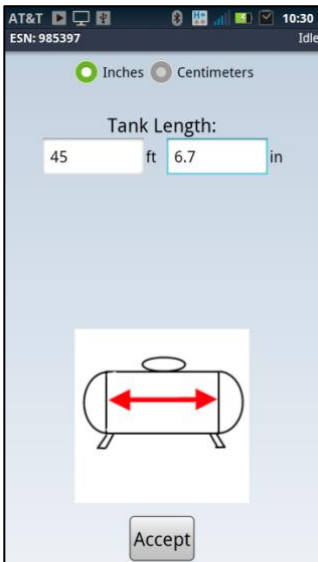 AT&T 10:30
ESN: 985397 Idle
Inches Centimeters
Tank Length:
45 ft 6.7 in
Accept